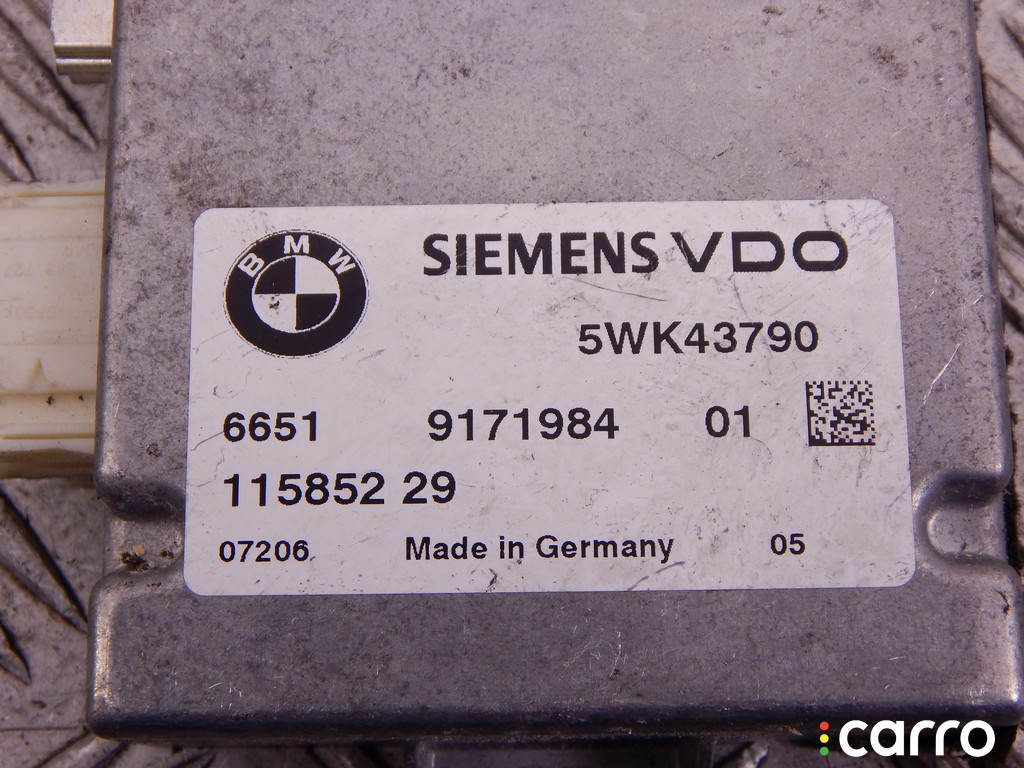 BMW
SIEMENS VDO
5WK43790
6651 9171984 01
115852 29
07206 Made in Germany 05
carro